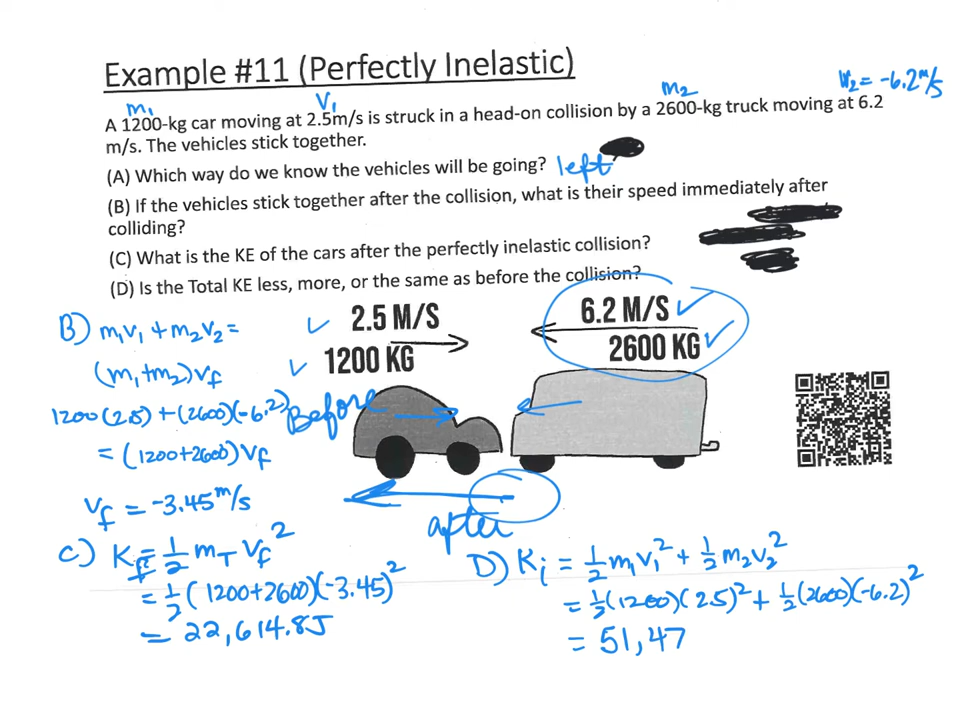 Example #11 (Perfectly Inelastic)
m₁ V₁ m₂ V₂ = -6.2 m/s
A 1200-kg car moving at 2.5m/s is struck in a head-on collision by a 2600-kg truck moving at 6.2
m/s. The vehicles stick together.
(A) Which way do we know the vehicles will be going? left
(B) If the vehicles stick together after the collision, what is their speed immediately after
colliding?
(C) What is the KE of the cars after the perfectly inelastic collision?
(D) Is the Total KE less, more, or the same as before the collision?
B) m₁v₁ + m₂v₂ =
(m₁+m₂)vf
1200(2.5) + (2600)(-6.2)
= (1200+2600)vf
vf = -3.45 m/s
✓ 2.5 M/S
✓ 1200 KG
6.2 M/S ✓
2600 KG ✓
Before
after
C) Kf = ½ mT vf²
= ½ (1200+2600)(-3.45)²
= 22,614.8J
D) Ki = ½ m₁v₁² + ½ m₂v₂²
= ½(1200)(2.5)² + ½(2600)(-6.2)²
= 51,47